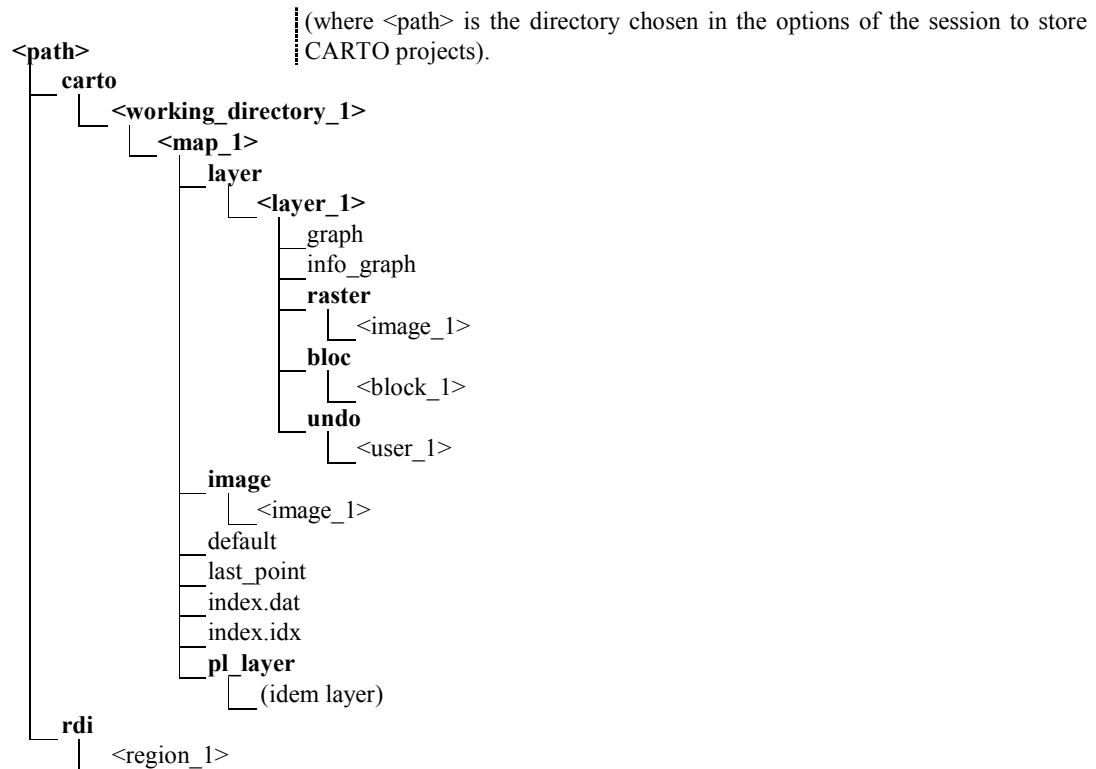 (where <path> is the directory chosen in the options of the session to store
CARTO projects).
<path>
carto
<working_directory_1>
<map_1>
layer
<layer_1>
graph
info_graph
raster
<image_1>
bloc
<block_1>
undo
<user_1>
image
<image_1>
default
last_point
index.dat
index.idx
pl_layer
(idem layer)
rdi
<region_1>